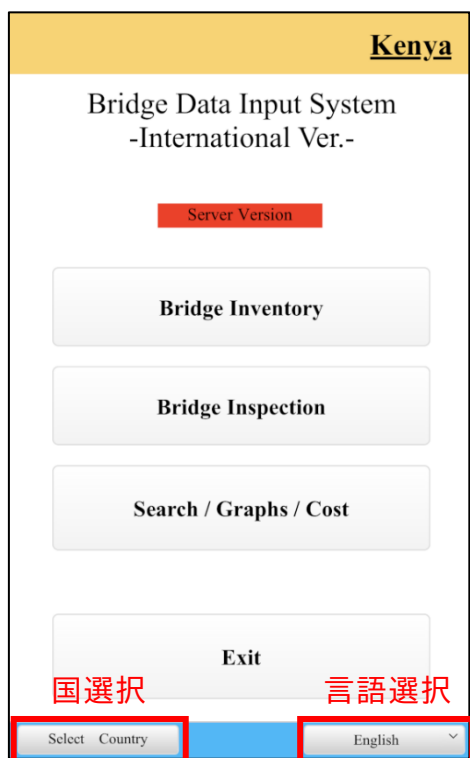 Kenya
Bridge Data Input System
-International Ver.-
Server Version
Bridge Inventory
Bridge Inspection
Search / Graphs / Cost
Exit
国選択 言語選択
Select Country English